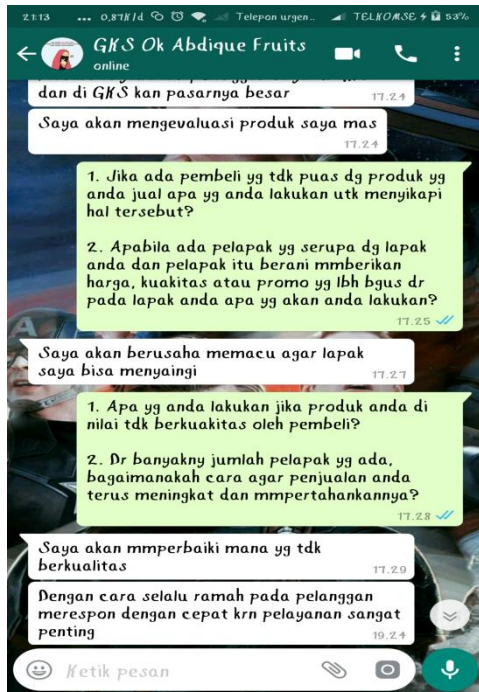 21:13 ... 0,87K/d Telepon urgen.. TELKOMSE 53%
GKS Ok Abdique Fruits
online
dan di GKS kan pasarnya besar
17.24
Saya akan mengevaluasi produk saya mas
17.24
1. Jika ada pembeli yg tdk puas dg produk yg
anda jual apa yg anda lakukan utk menyikapi
hal tersebut?
2. Apabila ada pelapak yg serupa dg lapak
anda dan pelapak itu berani mmberikan
harga, kuakitas atau promo yg lbh bgus dr
pada lapak anda apa yg akan anda lakukan?
17.25
Saya akan berusaha memacu agar lapak
saya bisa menyaingi
17.27
1. Apa yg anda lakukan jika produk anda di
nilai tdk berkuakitas oleh pembeli?
2. Dr banyakny jumlah pelapak yg ada,
bagaimanakah cara agar penjualan anda
terus meningkat dan mmpertahankannya?
17.28
Saya akan mmperbaiki mana yg tdk
berkualitas
17.29
Dengan cara selalu ramah pada pelanggan
merespon dengan cepat krn pelayanan sangat
penting
19.24
Ketik pesan